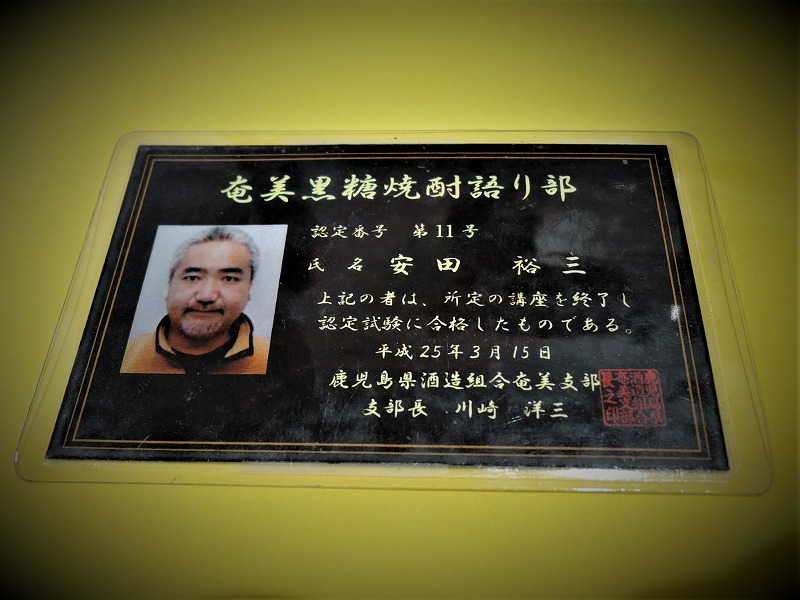 奄美黒糖焼酎語り部
認定番号 第11号
氏名 安田 裕三
上記の者は、所定の講座を終了し
認定試験に合格したものである。
平成25年3月15日
鹿児島県酒造組合奄美支部
支部長 川崎 洋三